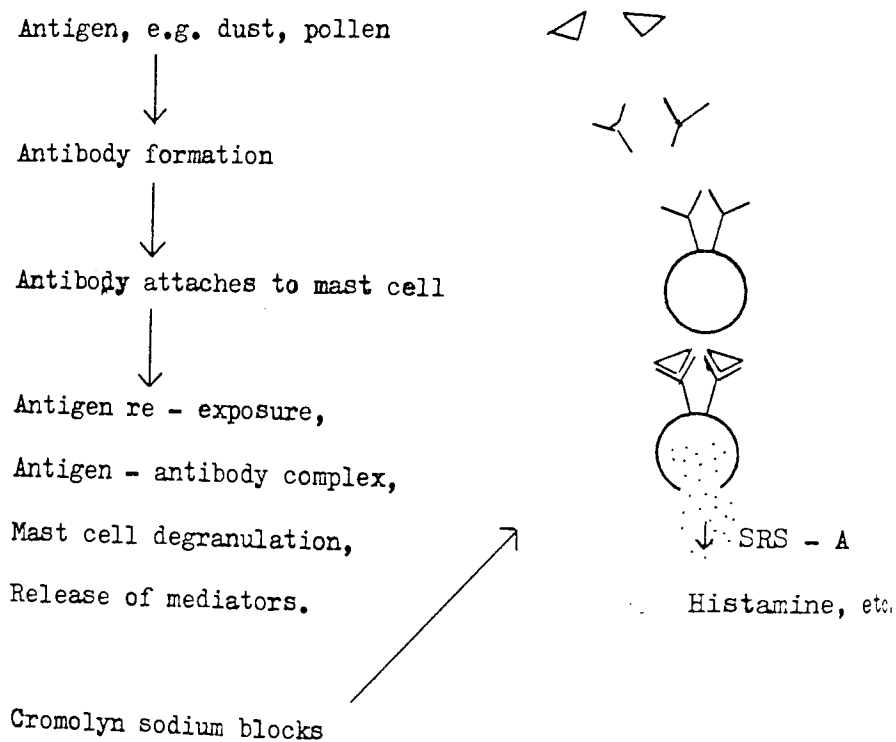 Antigen, e.g. dust, pollen
Antibody formation
Antibody attaches to mast cell
Antigen re - exposure,
Antigen - antibody complex,
Mast cell degranulation,
SRS - A
Release of mediators.
Histamine, etc.
Cromolyn sodium blocks